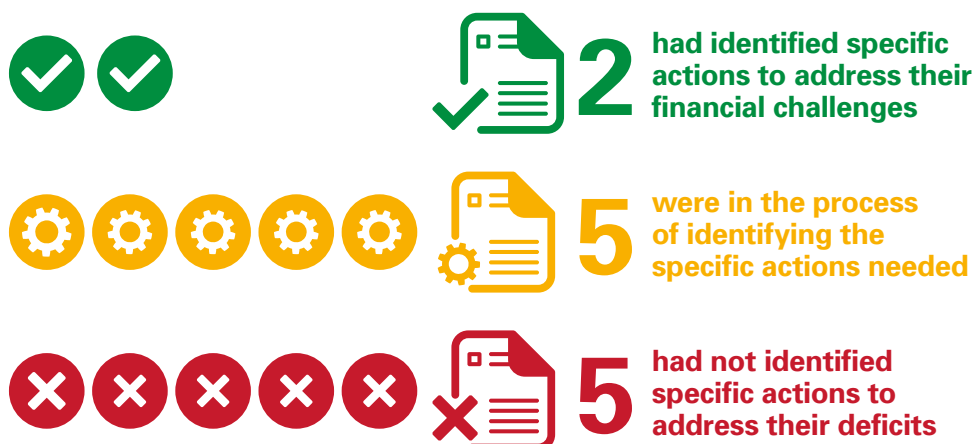 2
had identified specific
actions to address their
financial challenges
5
were in the process
of identifying the
specific actions needed
5
had not identified
specific actions to
address their deficits